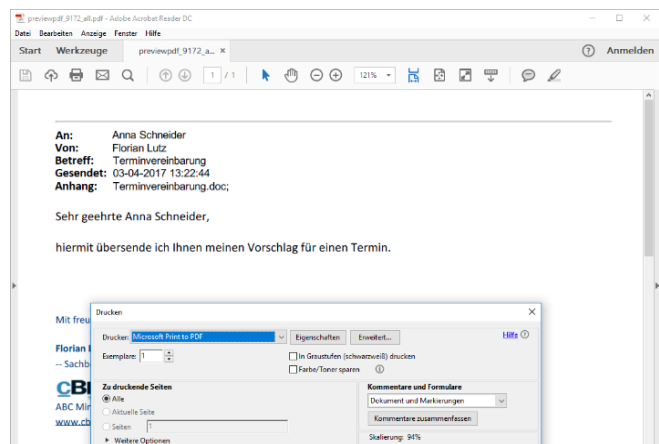 previewpdf_9172_all.pdf - Adobe Acrobat Reader DC
Datei Bearbeiten Anzeige Fenster Hilfe
Start Werkzeuge previewpdf_9172_a... × ? Anmelden
1 / 1 121%
An: Anna Schneider
Von: Florian Lutz
Betreff: Terminvereinbarung
Gesendet: 03-04-2017 13:22:44
Anhang: Terminvereinbarung.doc;
Sehr geehrte Anna Schneider,
hiermit übersende ich Ihnen meinen Vorschlag für einen Termin.
Mit freu
Florian
-- Sachb
CB
ABC Mir
www.cb
Drucken
Drucker: Microsoft Print to PDF Eigenschaften Erweitert... Hilfe
Exemplare: 1 In Graustufen (schwarzweiß) drucken
Farbe/Toner sparen
Zu druckende Seiten
Alle
Aktuelle Seite
Seiten 1
Weitere Optionen
Kommentare und Formulare
Dokument und Markierungen
Kommentare zusammenfassen
Skalierung: 94%